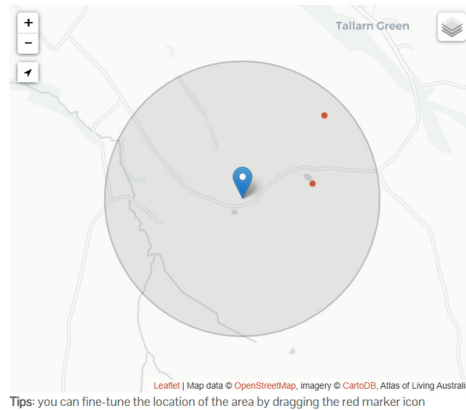 +
Tallarn Green
−
Leaflet | Map data © OpenStreetMap, imagery © CartoDB, Atlas of Living Australi
Tips: you can fine-tune the location of the area by dragging the red marker icon